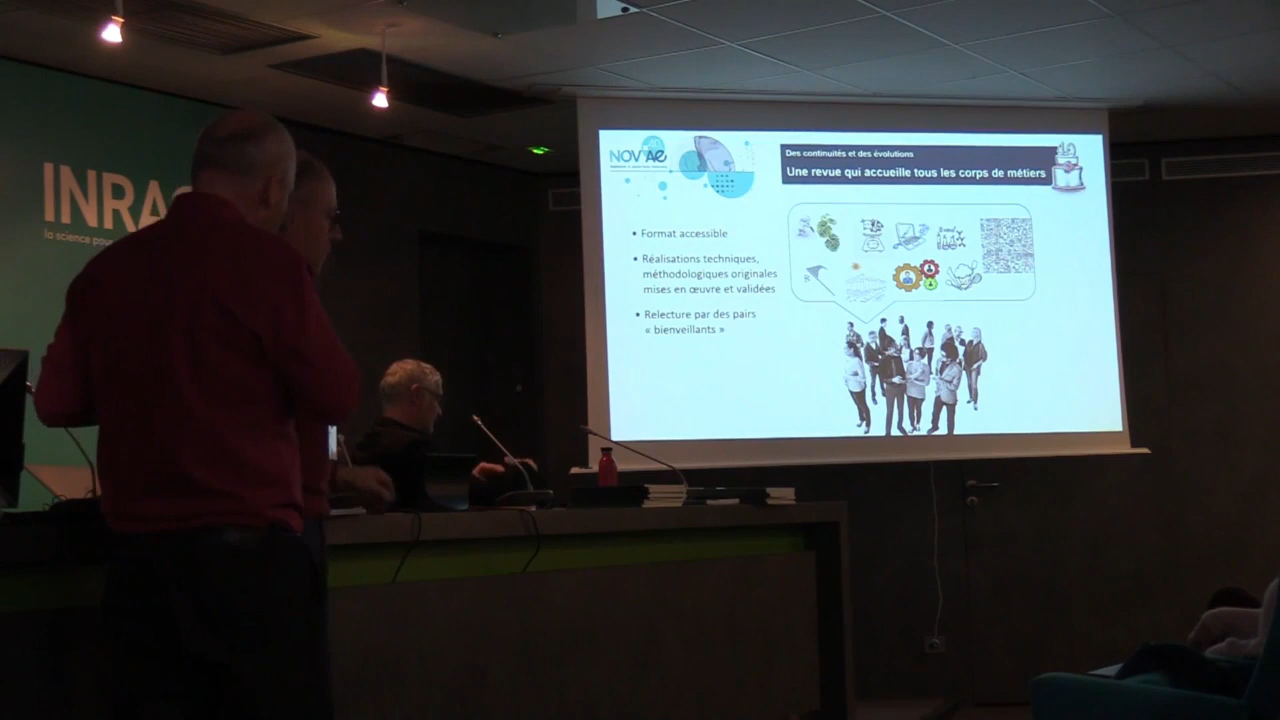 INRA
la science pou
NOV'AE
Des continuités et des évolutions
Une revue qui accueille tous les corps de métiers
• Format accessible
• Réalisations techniques,
méthodologiques originales
mises en œuvre et validées
• Relecture par des pairs
« bienveillants »